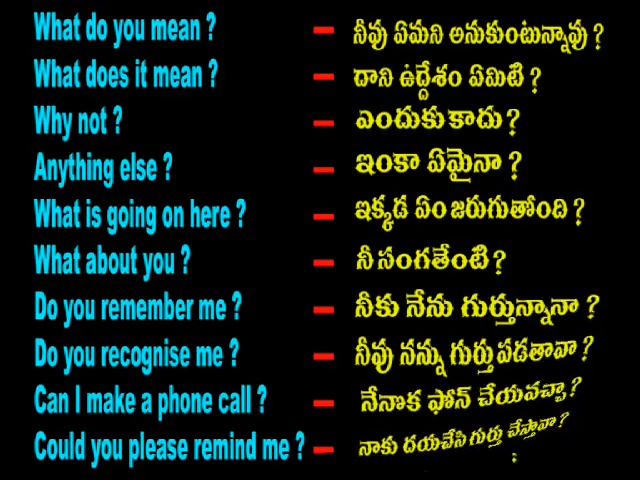 What do you mean ? – నీవు ఏమని అనుకుంటున్నావు ?
What does it mean ? – దాని ఉద్దేశం ఏమిటి ?
Why not ? – ఎందుకు కాదు ?
Anything else ? – ఇంకా ఏమైనా ?
What is going on here ? – ఇక్కడ ఏం జరుగుతోంది ?
What about you ? – నీ సంగతేంటి ?
Do you remember me ? – నీకు నేను గుర్తున్నానా ?
Do you recognise me ? – నీవు నన్ను గుర్తు పడతావా ?
Can I make a phone call ? – నేనొక ఫోన్ చేయవచ్చా ?
Could you please remind me ? – నాకు దయచేసి గుర్తు చేస్తావా ?